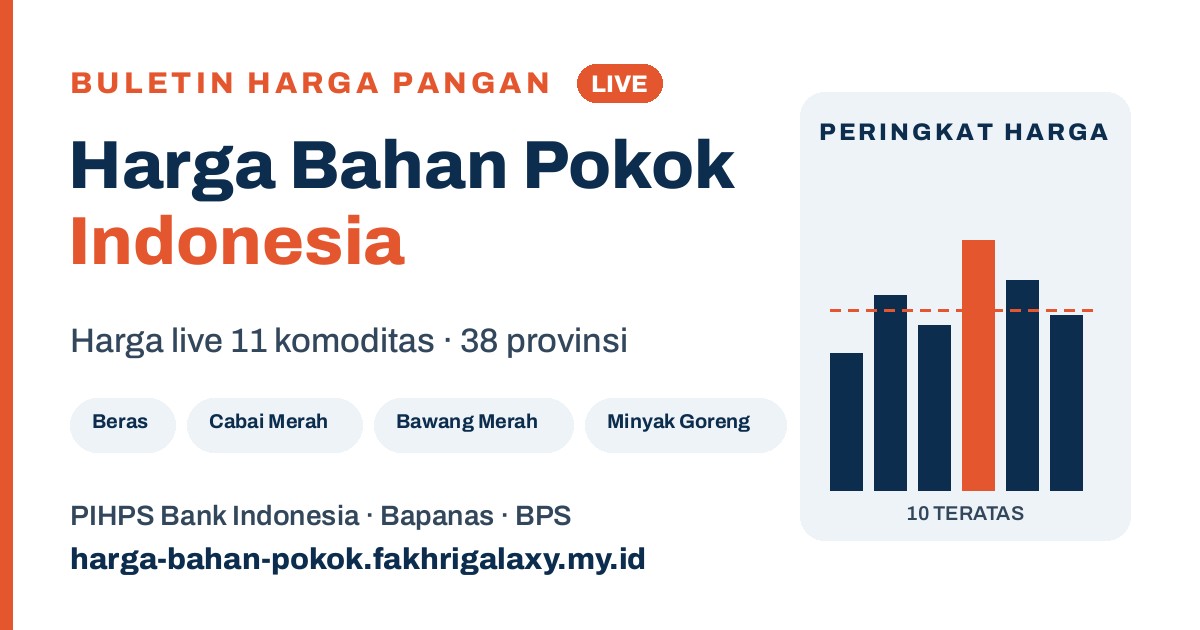 BULETIN HARGA PANGAN LIVE
Harga Bahan Pokok
Indonesia
Harga live 11 komoditas · 38 provinsi
Beras Cabai Merah Bawang Merah Minyak Goreng
PIHPS Bank Indonesia · Bapanas · BPS
harga-bahan-pokok.fakhrigalaxy.my.id
PERINGKAT HARGA
10 TERATAS